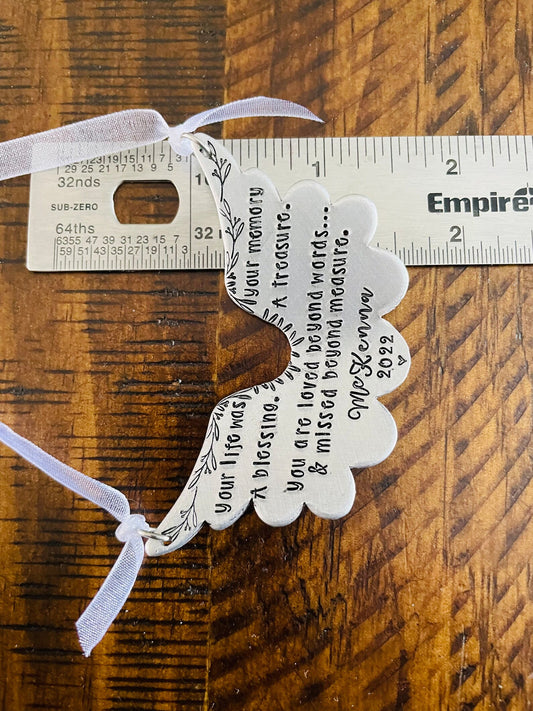 your life was your memory
A blessing. A treasure.
you are loved beyond words...
& missed beyond measure.
McKenna
2022
1 2
Empire
32nds
SUB-ZERO
64ths
32
1 2